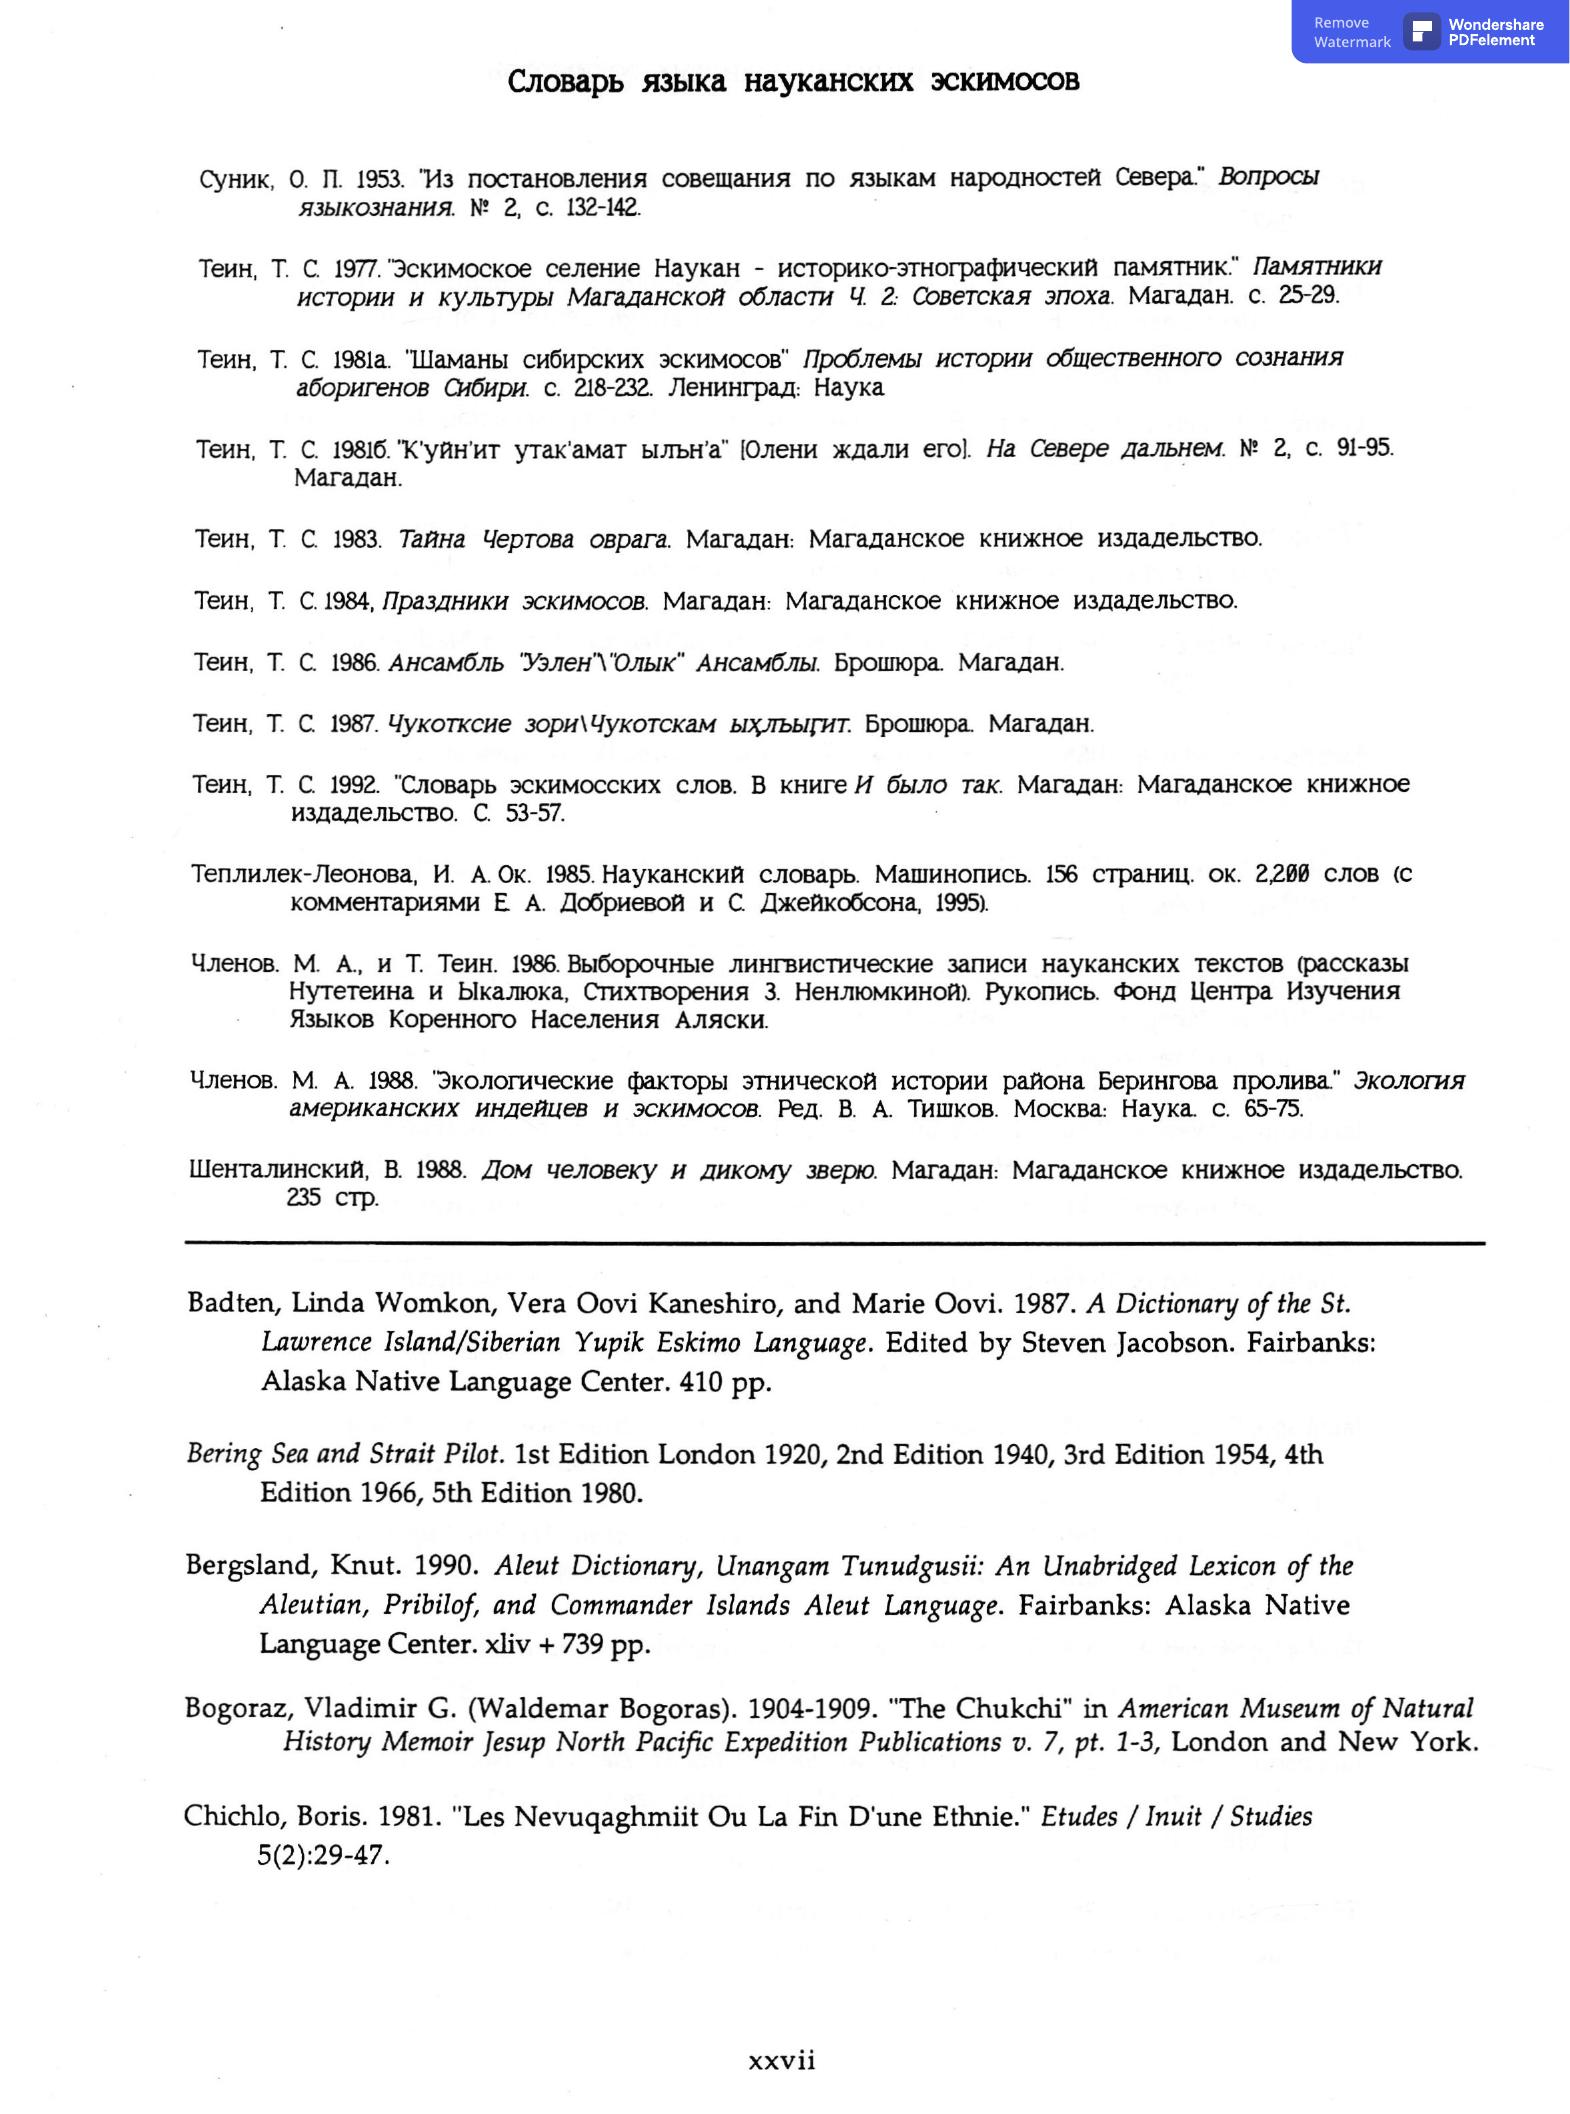 Remove
Watermark
Wondershare
PDFelement
Словарь языка науканских эскимосов
Суник, О. П. 1953. "Из постановления совещания по языкам народностей Севера." Вопросы
языкознания. № 2, с. 132-142.
Теин, Т. С. 1977. "Эскимоское селение Наукан - историко-этнографический памятник." Памятники
истории и культуры Магаданской области Ч. 2: Советская эпоха. Магадан. с. 25-29.
Теин, Т. С. 1981а. "Шаманы сибирских эскимосов" Проблемы истории общественного сознания
аборигенов Сибири. с. 218-232. Ленинград: Наука
Теин, Т. С. 1981б. "К'уйн'ит утак'амат ылън'а" [Олени ждали его]. На Севере дальнем. № 2, с. 91-95.
Магадан.
Теин, Т. С. 1983. Тайна Чертова оврага. Магадан: Магаданское книжное издадельство.
Теин, Т. С. 1984, Праздники эскимосов. Магадан: Магаданское книжное издадельство.
Теин, Т. С. 1986. Ансамбль "Уэлен"\"Олык" Ансамблы. Брошюра. Магадан.
Теин, Т. С. 1987. Чукотксие зори\Чукотскам ыҳлъыӷит. Брошюра. Магадан.
Теин, Т. С. 1992. "Словарь эскимосских слов. В книге И было так. Магадан: Магаданское книжное
издадельство. С. 53-57.
Теплилек-Леонова, И. А. Ок. 1985. Науканский словарь. Машинопись. 156 страниц. ок. 2,200 слов (с
комментариями Е. А. Добриевой и С. Джейкобсона, 1995).
Членов. М. А., и Т. Теин. 1986. Выборочные лингвистические записи науканских текстов (рассказы
Нутетеина и Ыкалюка, Стихтворения З. Ненлюмкиной). Рукопись. Фонд Центра Изучения
Языков Коренного Населения Аляски.
Членов. М. А. 1988. "Экологические факторы этнической истории района Берингова пролива." Экология
американских индейцев и эскимосов. Ред. В. А. Тишков. Москва: Наука. с. 65-75.
Шенталинский, В. 1988. Дом человеку и дикому зверю. Магадан: Магаданское книжное издадельство.
235 стр.
Badten, Linda Womkon, Vera Oovi Kaneshiro, and Marie Oovi. 1987. A Dictionary of the St.
Lawrence Island/Siberian Yupik Eskimo Language. Edited by Steven Jacobson. Fairbanks:
Alaska Native Language Center. 410 pp.
Bering Sea and Strait Pilot. 1st Edition London 1920, 2nd Edition 1940, 3rd Edition 1954, 4th
Edition 1966, 5th Edition 1980.
Bergsland, Knut. 1990. Aleut Dictionary, Unangam Tunudgusii: An Unabridged Lexicon of the
Aleutian, Pribilof, and Commander Islands Aleut Language. Fairbanks: Alaska Native
Language Center. xliv + 739 pp.
Bogoraz, Vladimir G. (Waldemar Bogoras). 1904-1909. "The Chukchi" in American Museum of Natural
History Memoir Jesup North Pacific Expedition Publications v. 7, pt. 1-3, London and New York.
Chichlo, Boris. 1981. "Les Nevuqaghmiit Ou La Fin D'une Ethnie." Etudes / Inuit / Studies
5(2):29-47.
xxvii